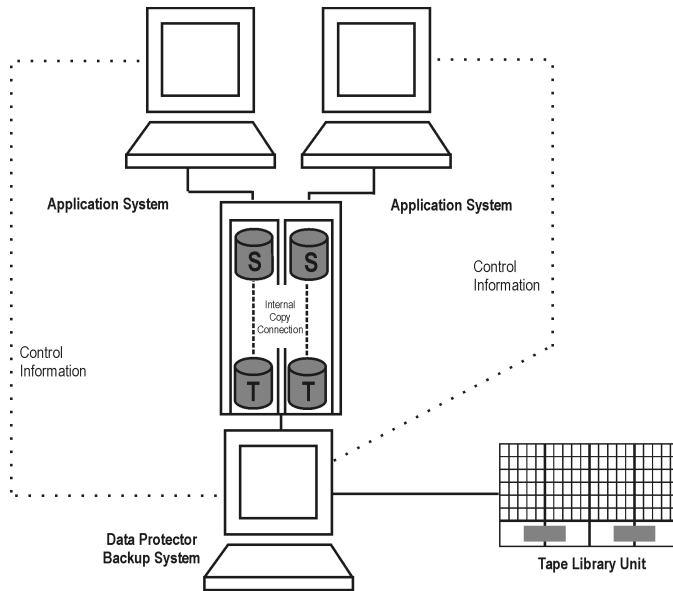 Application System
Application System
S
S
Control
Information
Internal
Copy
Connection
Control
Information
T
T
Data Protector
Backup System
Tape Library Unit